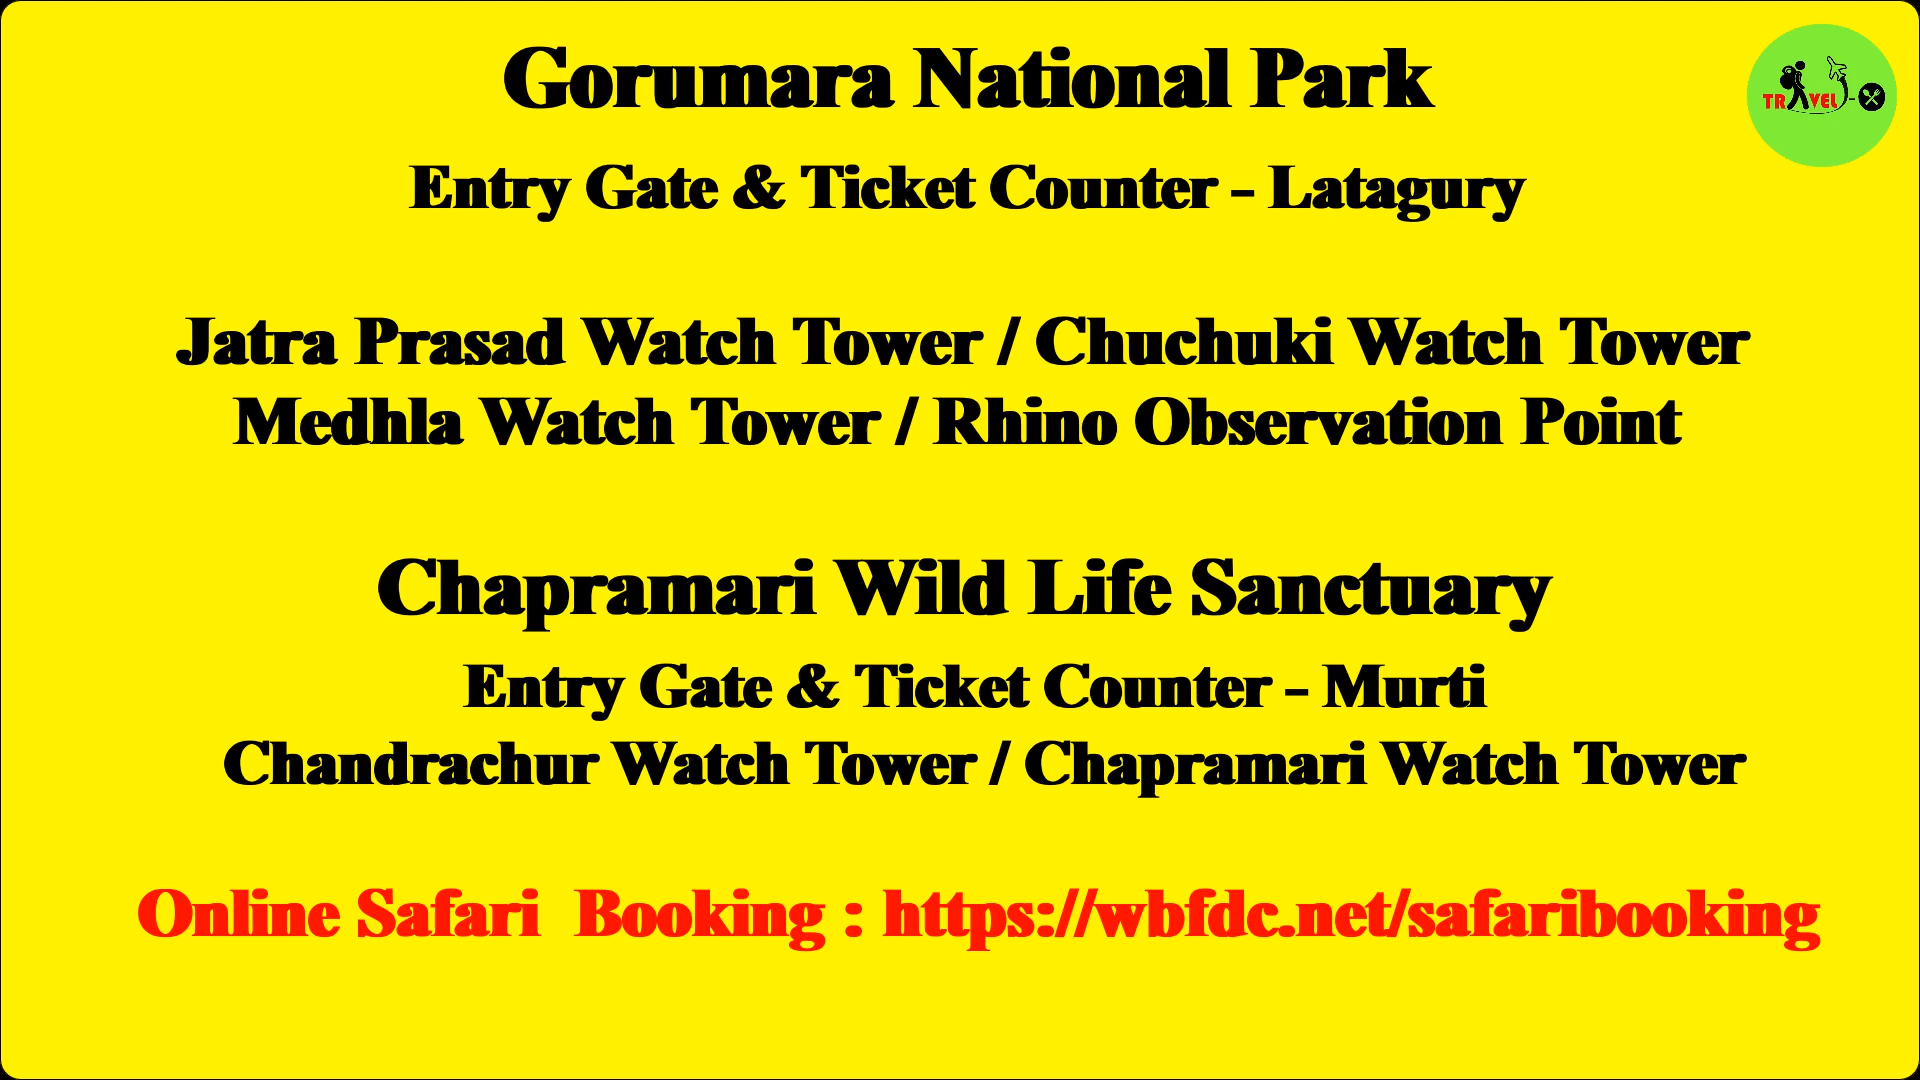 Gorumara National Park
TRAVEL
Entry Gate & Ticket Counter - Latagury
Jatra Prasad Watch Tower / Chuchuki Watch Tower
Medhla Watch Tower / Rhino Observation Point
Chapramari Wild Life Sanctuary
Entry Gate & Ticket Counter - Murti
Chandrachur Watch Tower / Chapramari Watch Tower
Online Safari Booking : https://wbfdc.net/safaribooking